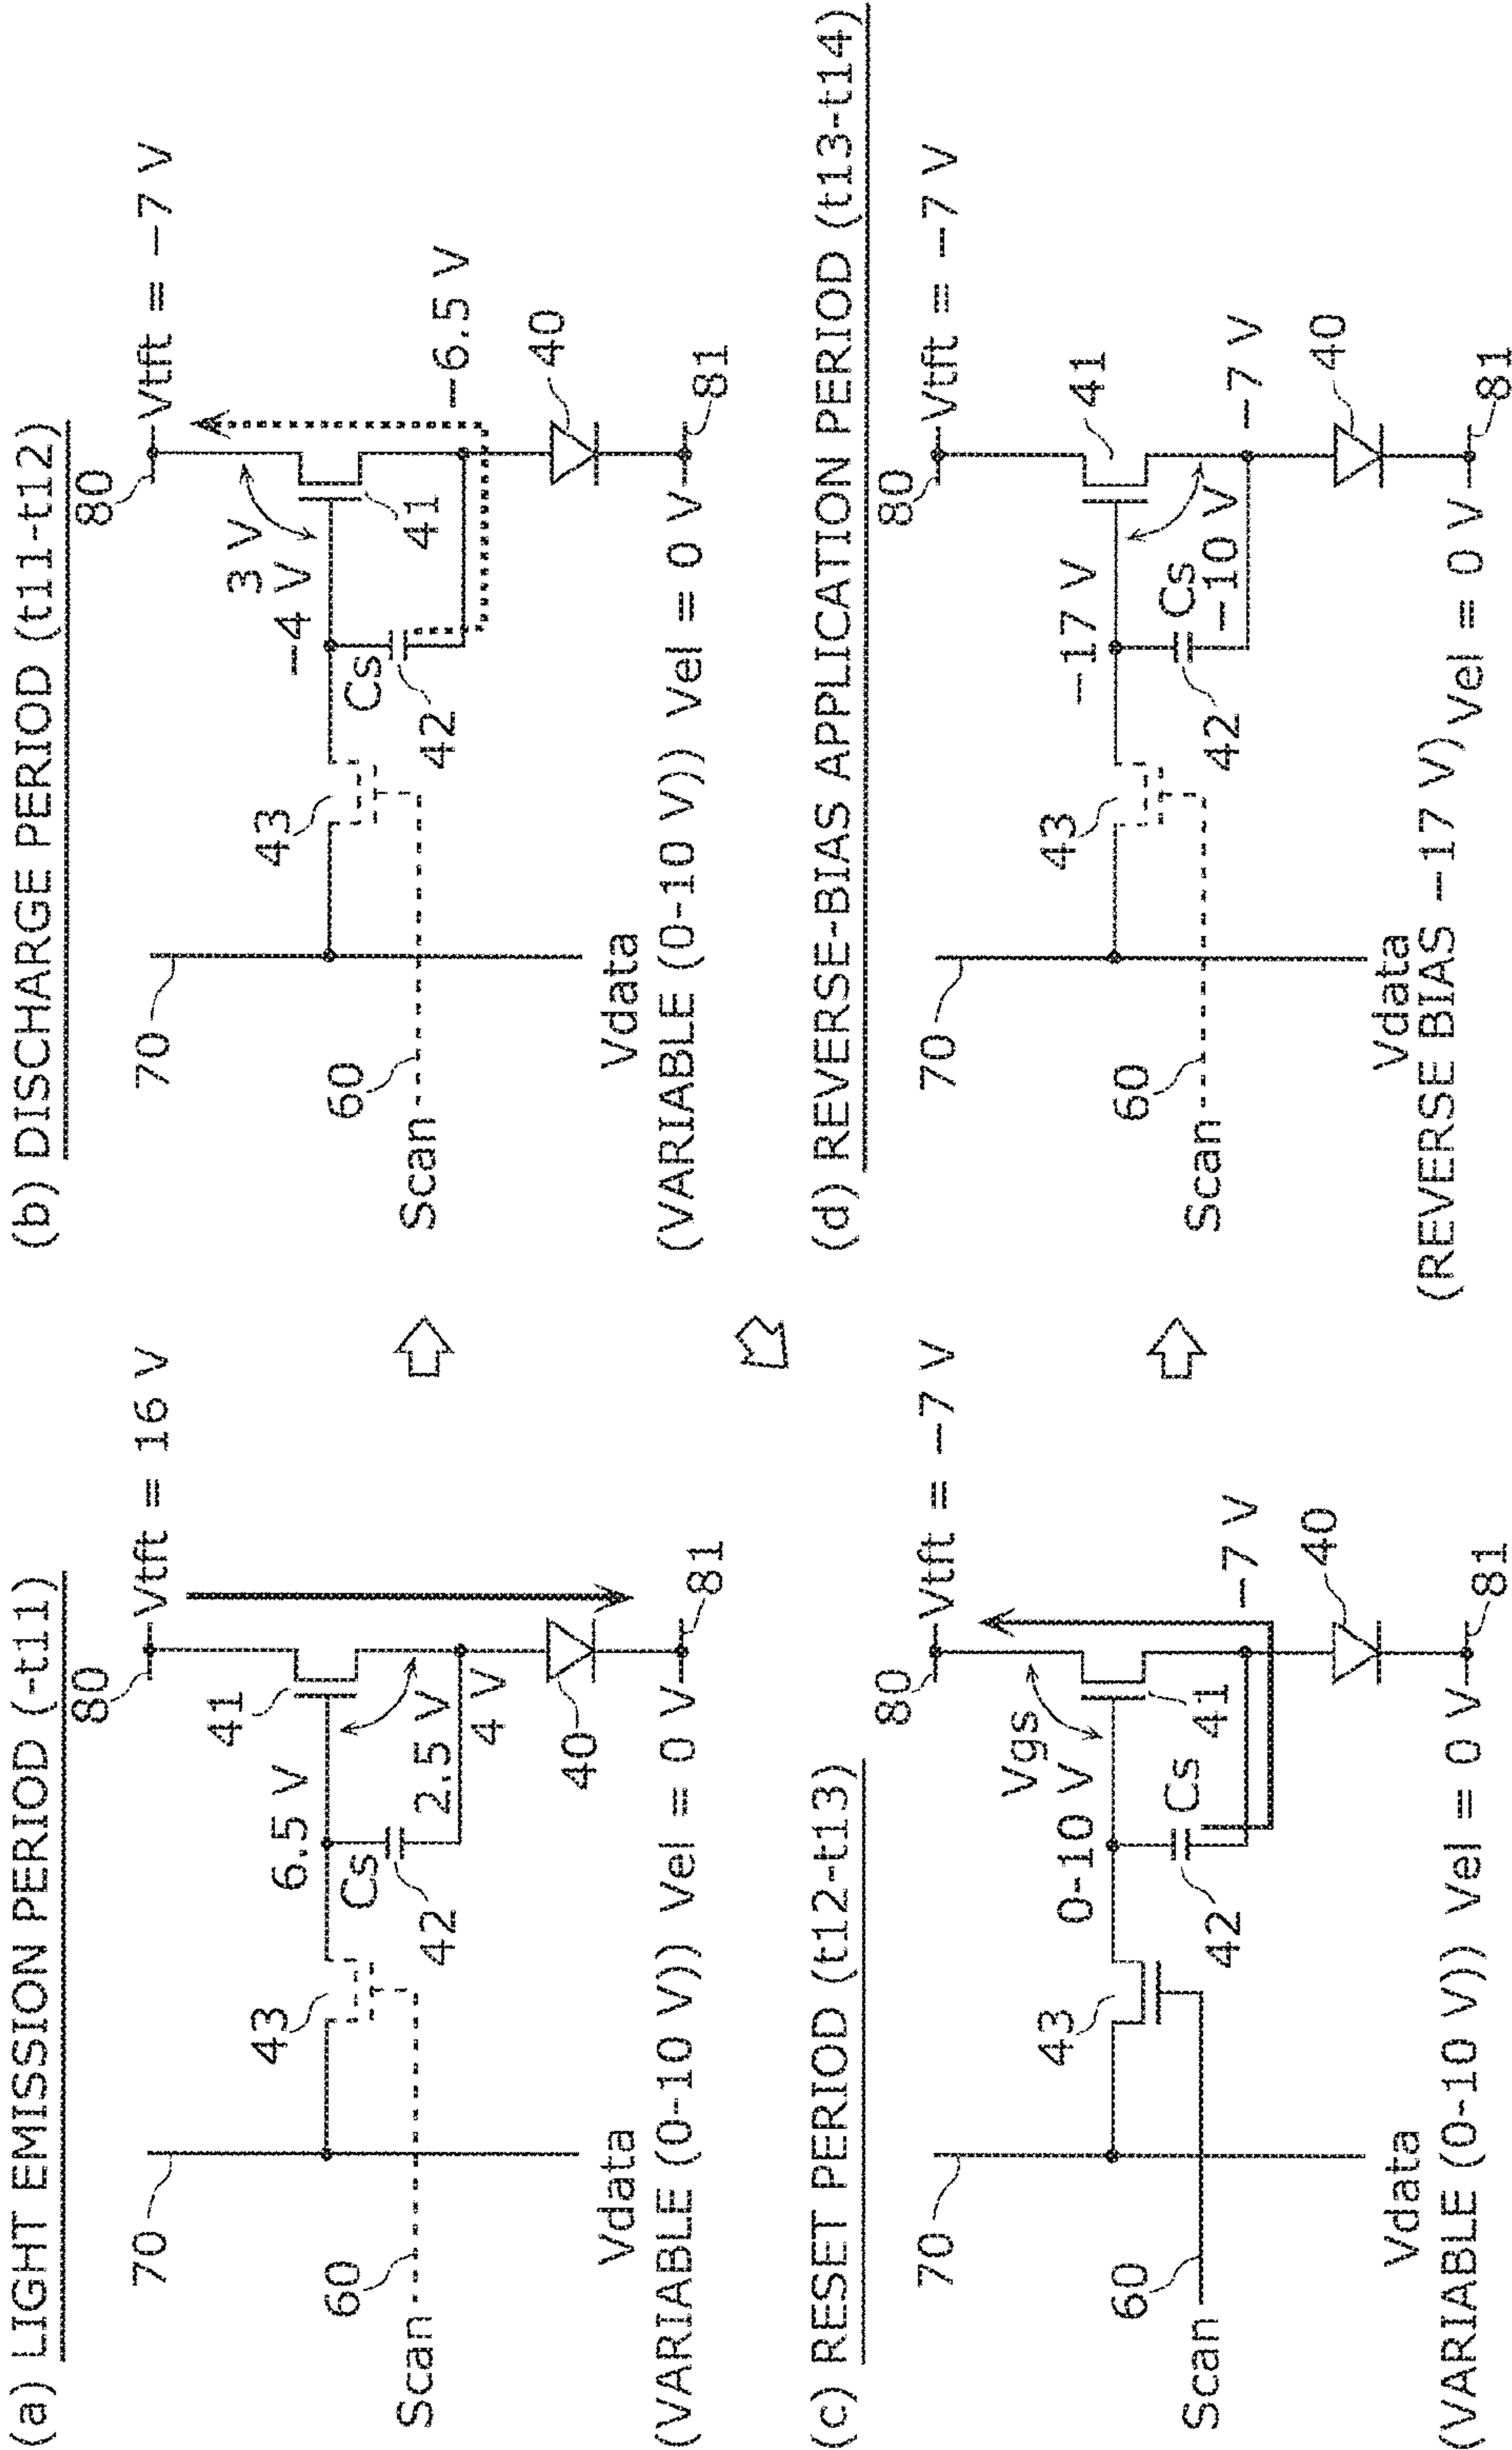 (a) LIGHT EMISSION PERIOD (-t11)
80
Vtft = 16 V
70
41
6.5 V
43
Cs
2.5 V
4 V
42
60
Scan
40
Vdata
(VARIABLE (0-10 V))
Vel = 0 V
81
(b) DISCHARGE PERIOD (t11-t12)
80
Vtft = −7 V
70
3 V
−4 V
43
41
Cs
−6.5 V
42
60
Scan
40
Vdata
(VARIABLE (0-10 V))
Vel = 0 V
81
(c) RESET PERIOD (t12-t13)
80
Vtft = −7 V
70
Vgs
0-10 V
43
41
Cs
−7 V
42
60
Scan
40
Vdata
(VARIABLE (0-10 V))
Vel = 0 V
81
(d) REVERSE-BIAS APPLICATION PERIOD (t13-t14)
80
Vtft = −7 V
70
41
−17 V
43
Cs
−10 V
−7 V
42
60
Scan
40
Vdata
(REVERSE BIAS −17 V)
Vel = 0 V
81